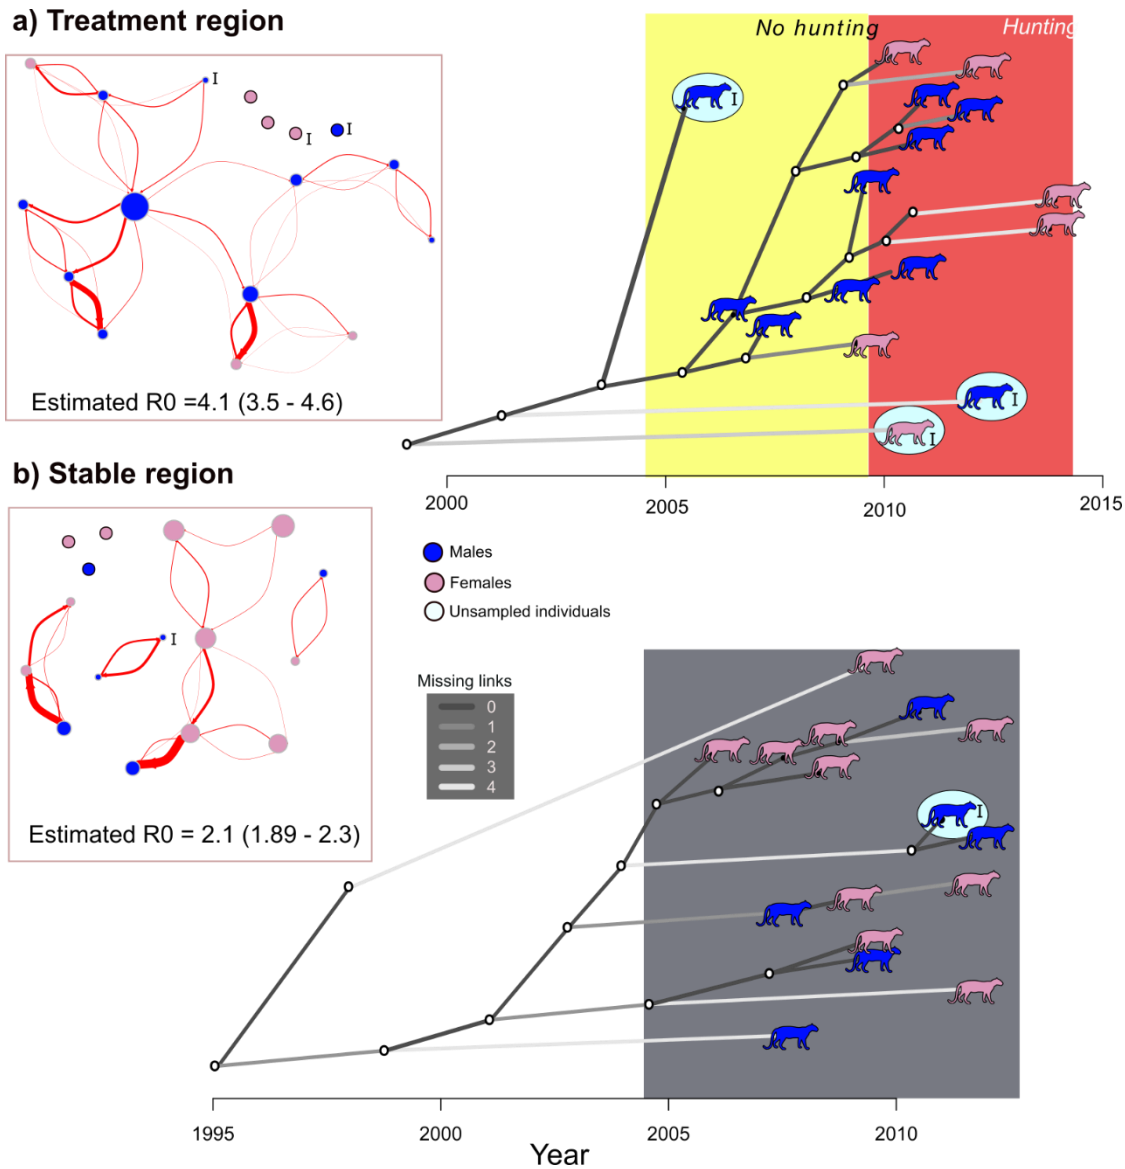 a) Treatment region
No hunting
Hunting
I
I
I
I
Estimated R0 =4.1 (3.5 - 4.6)
I
I
2000
2005
2010
2015
b) Stable region
I
Estimated R0 = 2.1 (1.89 - 2.3)
Males
Females
Unsampled individuals
Missing links
0
1
2
3
4
I
1995
2000
2005
2010
Year